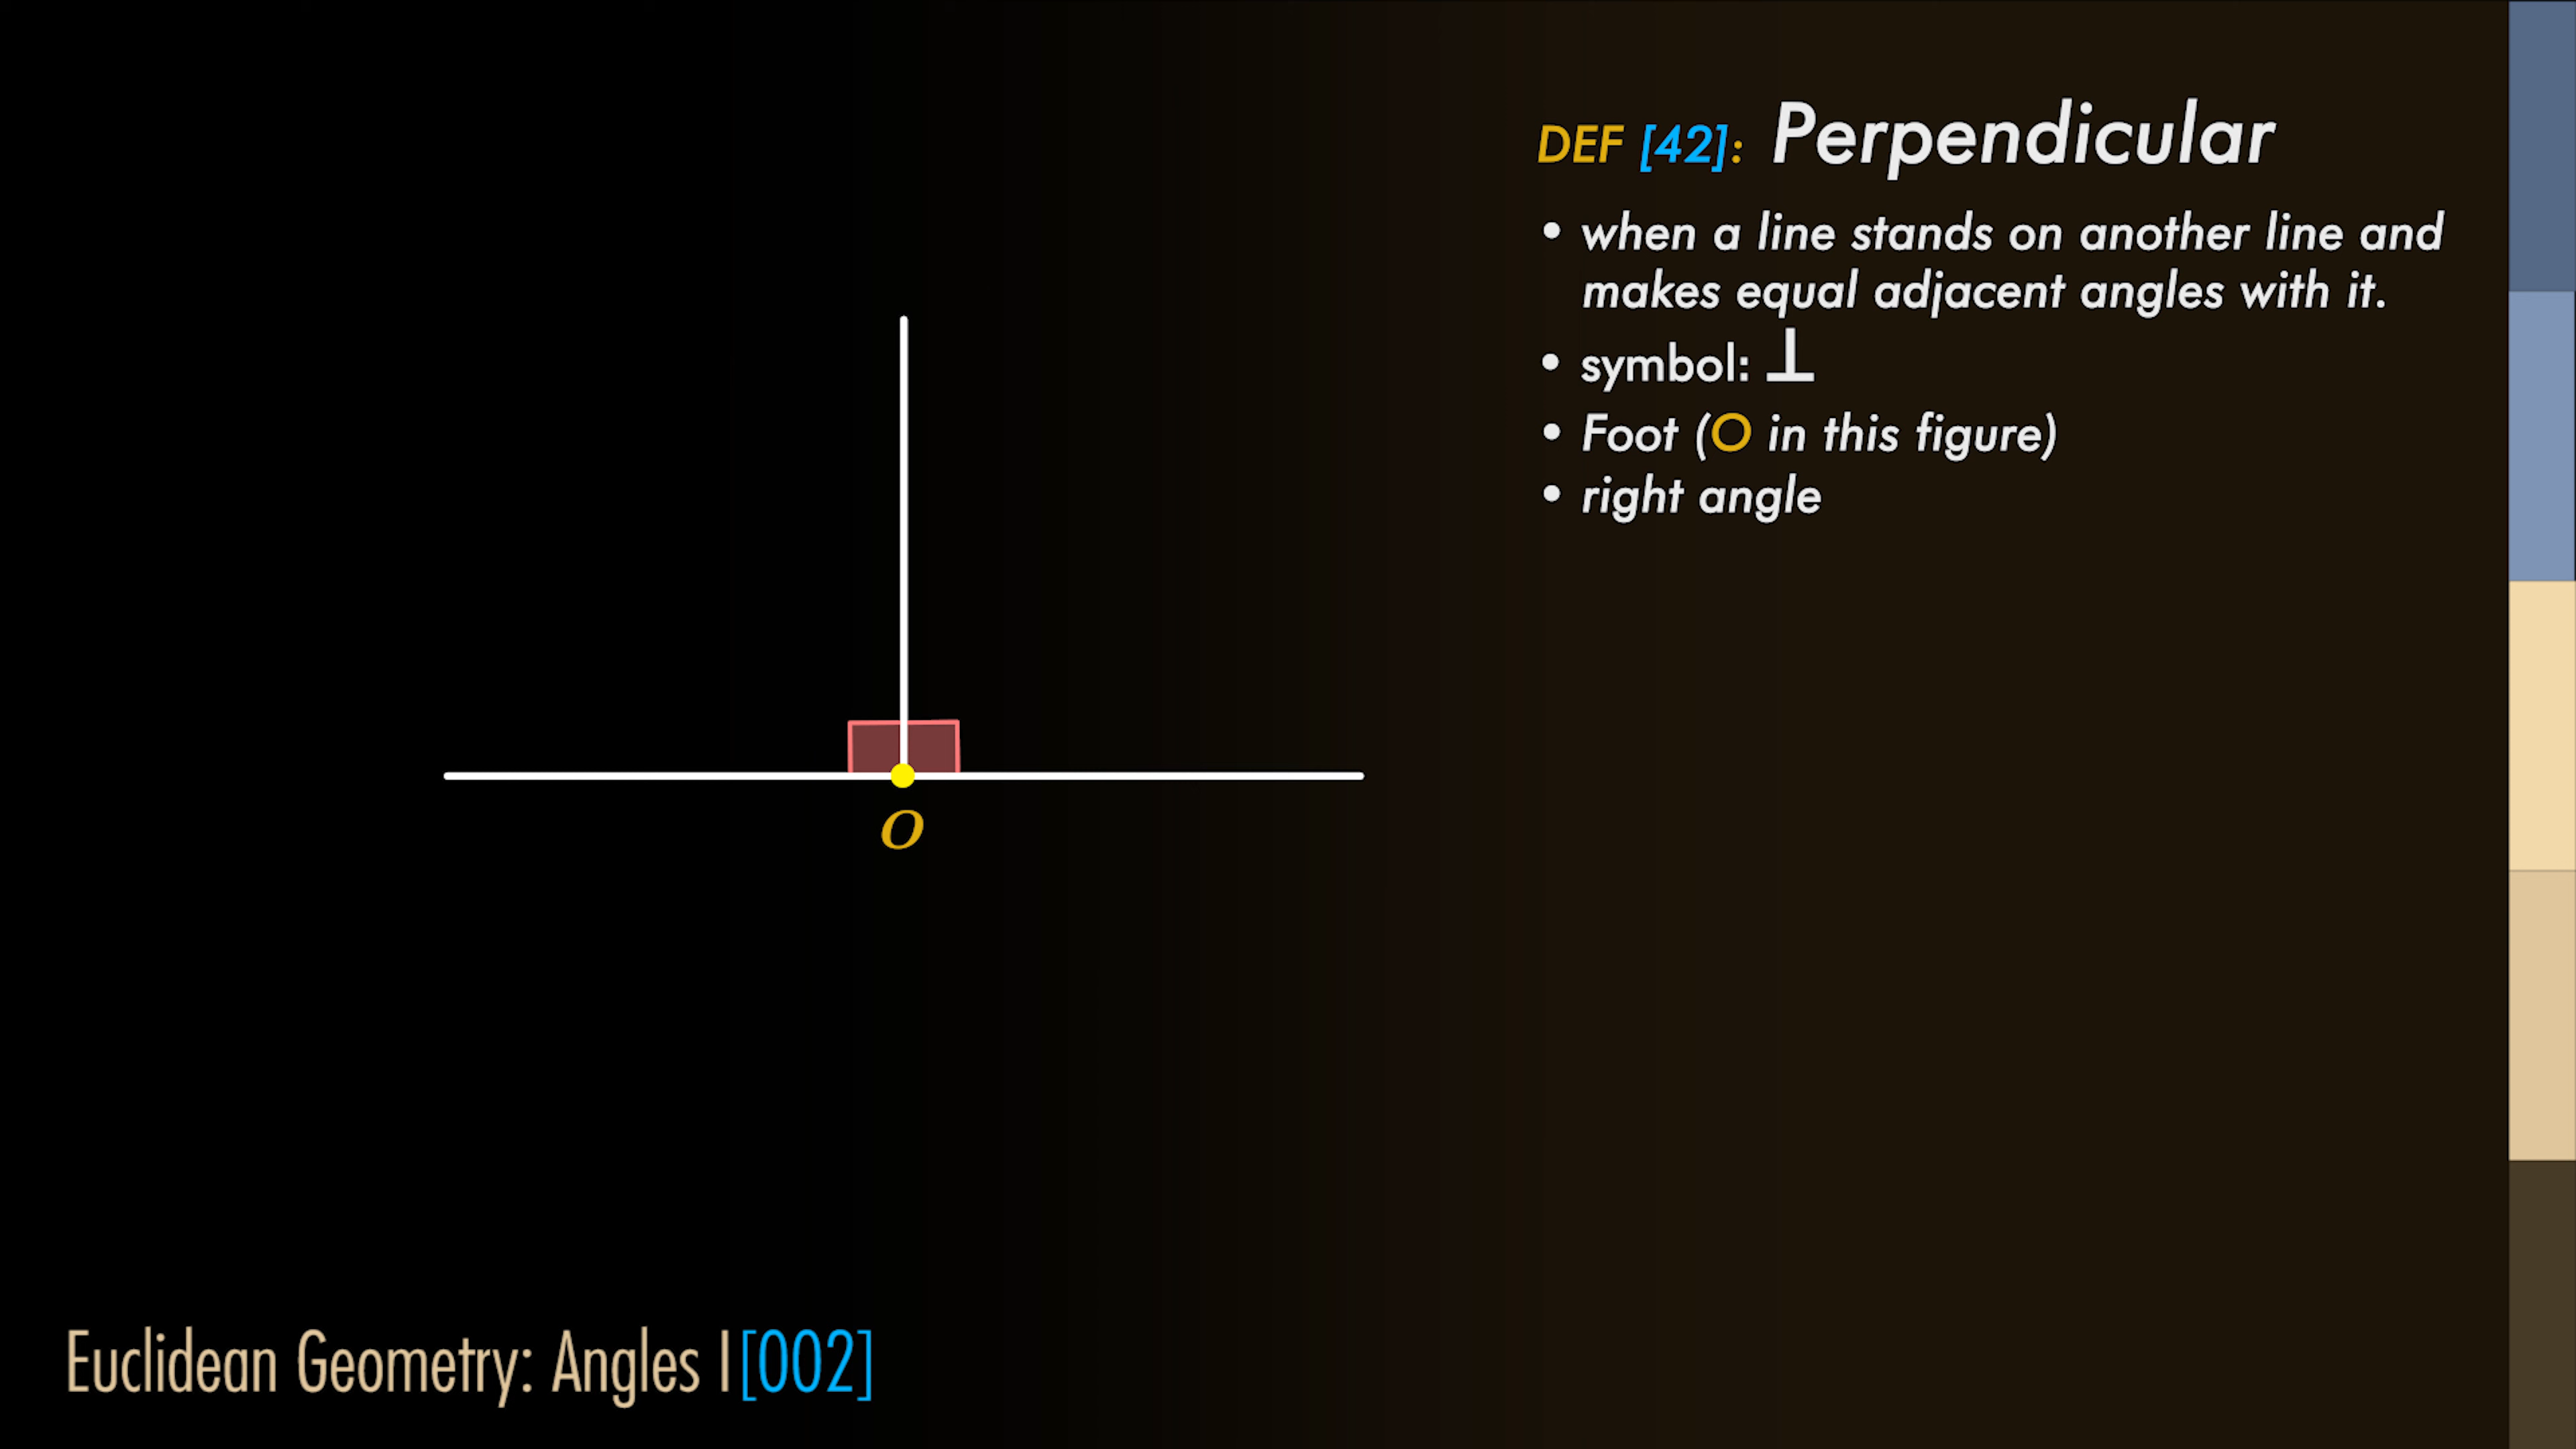 DEF [42]: Perpendicular
• when a line stands on another line and
makes equal adjacent angles with it.
• symbol: ⊥
• Foot (O in this figure)
• right angle
O
Euclidean Geometry: Angles I [002]